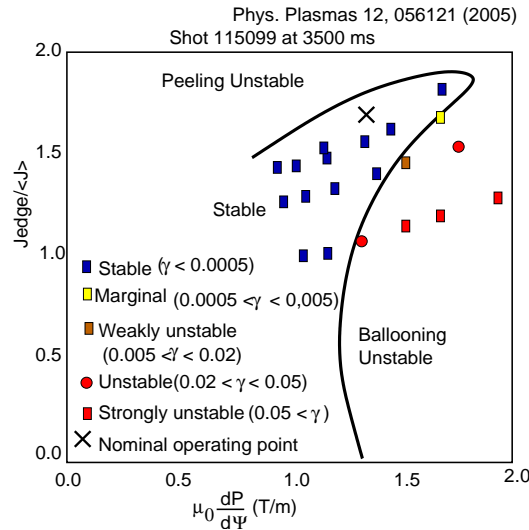 Phys. Plasmas 12, 056121 (2005)
Shot 115099 at 3500 ms
2.0
Peeling Unstable
1.5
Jedge/<J>
Stable
1.0
Stable (γ < 0.0005)
Marginal (0.0005 <γ < 0,005)
Weakly unstable
(0.005 <γ < 0.02)
Ballooning
Unstable
0.5
Unstable(0.02 < γ < 0.05)
Strongly unstable (0.05 < γ)
Nominal operating point
0.0
0.0 1.0 1.5 2.0
μ0 dP/dΨ (T/m)